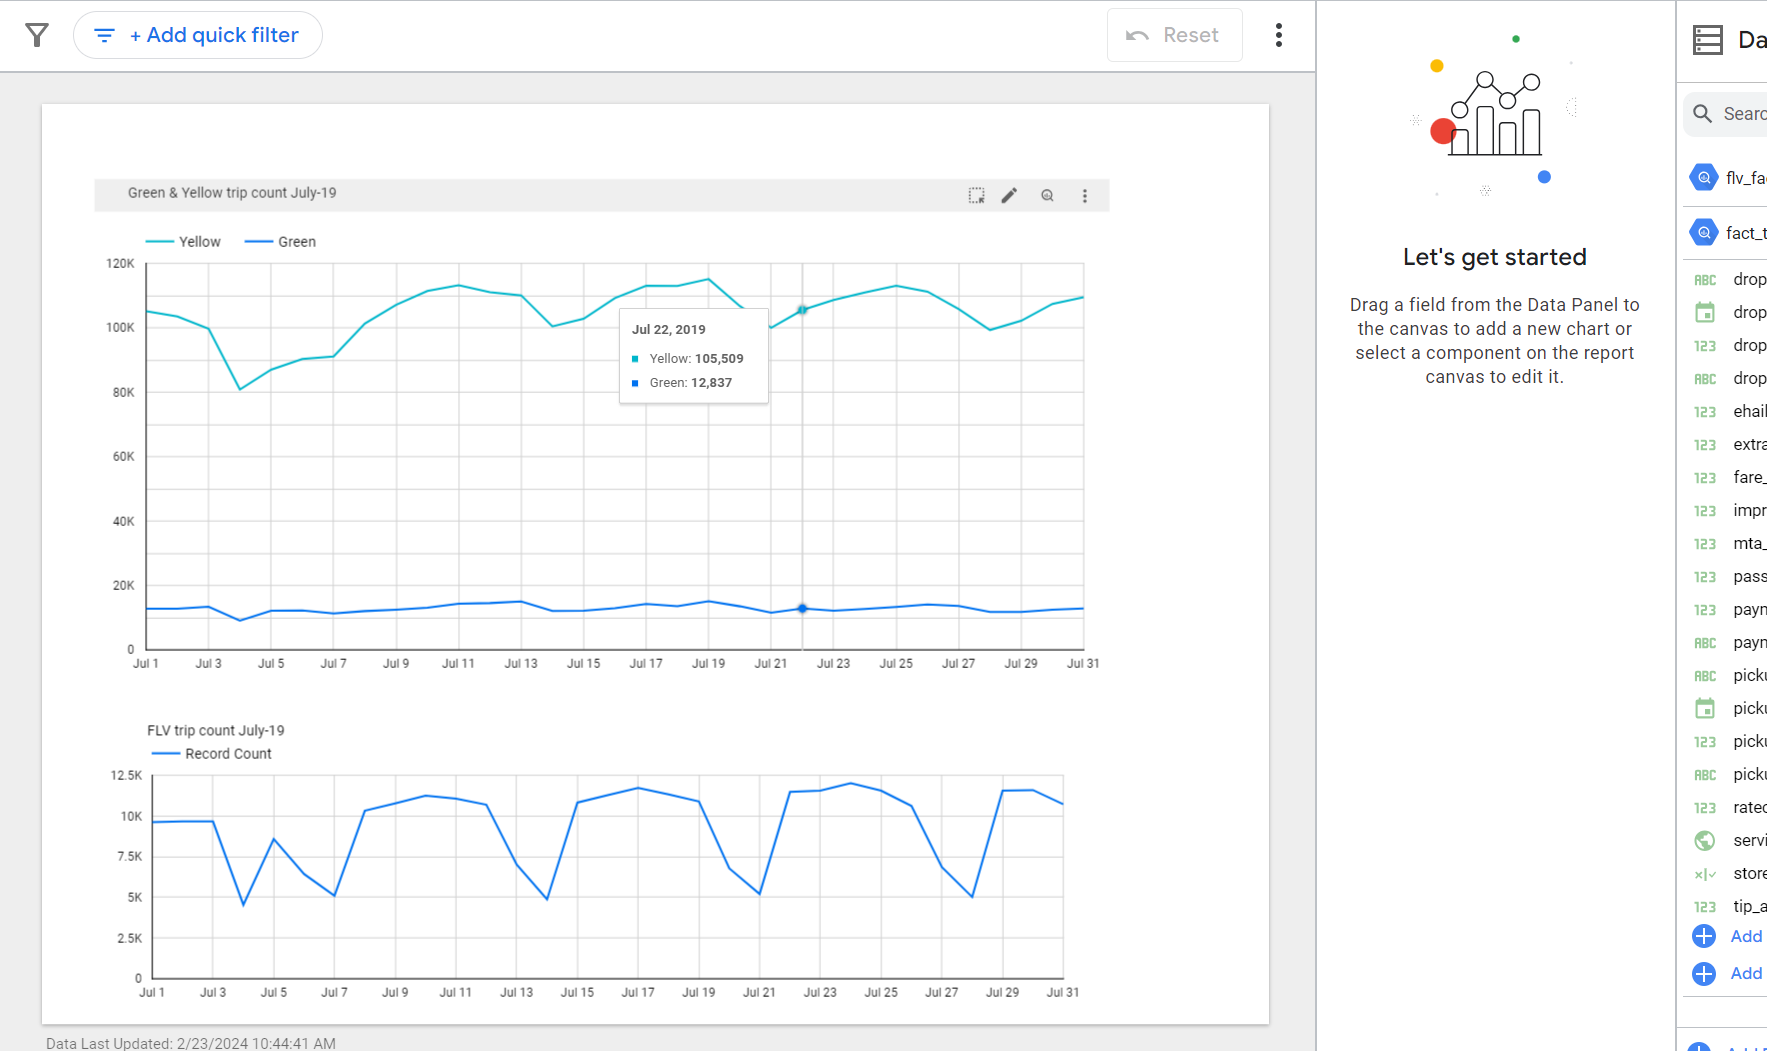 + Add quick filter
Reset
Green & Yellow trip count July-19
Yellow Green
120K
100K
80K
60K
40K
20K
0
Jul 22, 2019
Yellow: 105,509
Green: 12,837
Jul 1 Jul 3 Jul 5 Jul 7 Jul 9 Jul 11 Jul 13 Jul 15 Jul 17 Jul 19 Jul 21 Jul 23 Jul 25 Jul 27 Jul 29 Jul 31
FLV trip count July-19
Record Count
12.5K
10K
7.5K
5K
2.5K
0
Jul 1 Jul 3 Jul 5 Jul 7 Jul 9 Jul 11 Jul 13 Jul 15 Jul 17 Jul 19 Jul 21 Jul 23 Jul 25 Jul 27 Jul 29 Jul 31
Data Last Updated: 2/23/2024 10:44:41 AM
Let's get started
Drag a field from the Data Panel to
the canvas to add a new chart or
select a component on the report
canvas to edit it.
Da
Searc
flv_fa
fact_t
ABC drop
drop
123 drop
ABC drop
123 ehail
123 extra
123 fare_
123 impr
123 mta_
123 pass
123 payn
ABC payn
ABC picku
picku
123 picku
ABC picku
123 rated
servi
store
123 tip_a
Add
Add